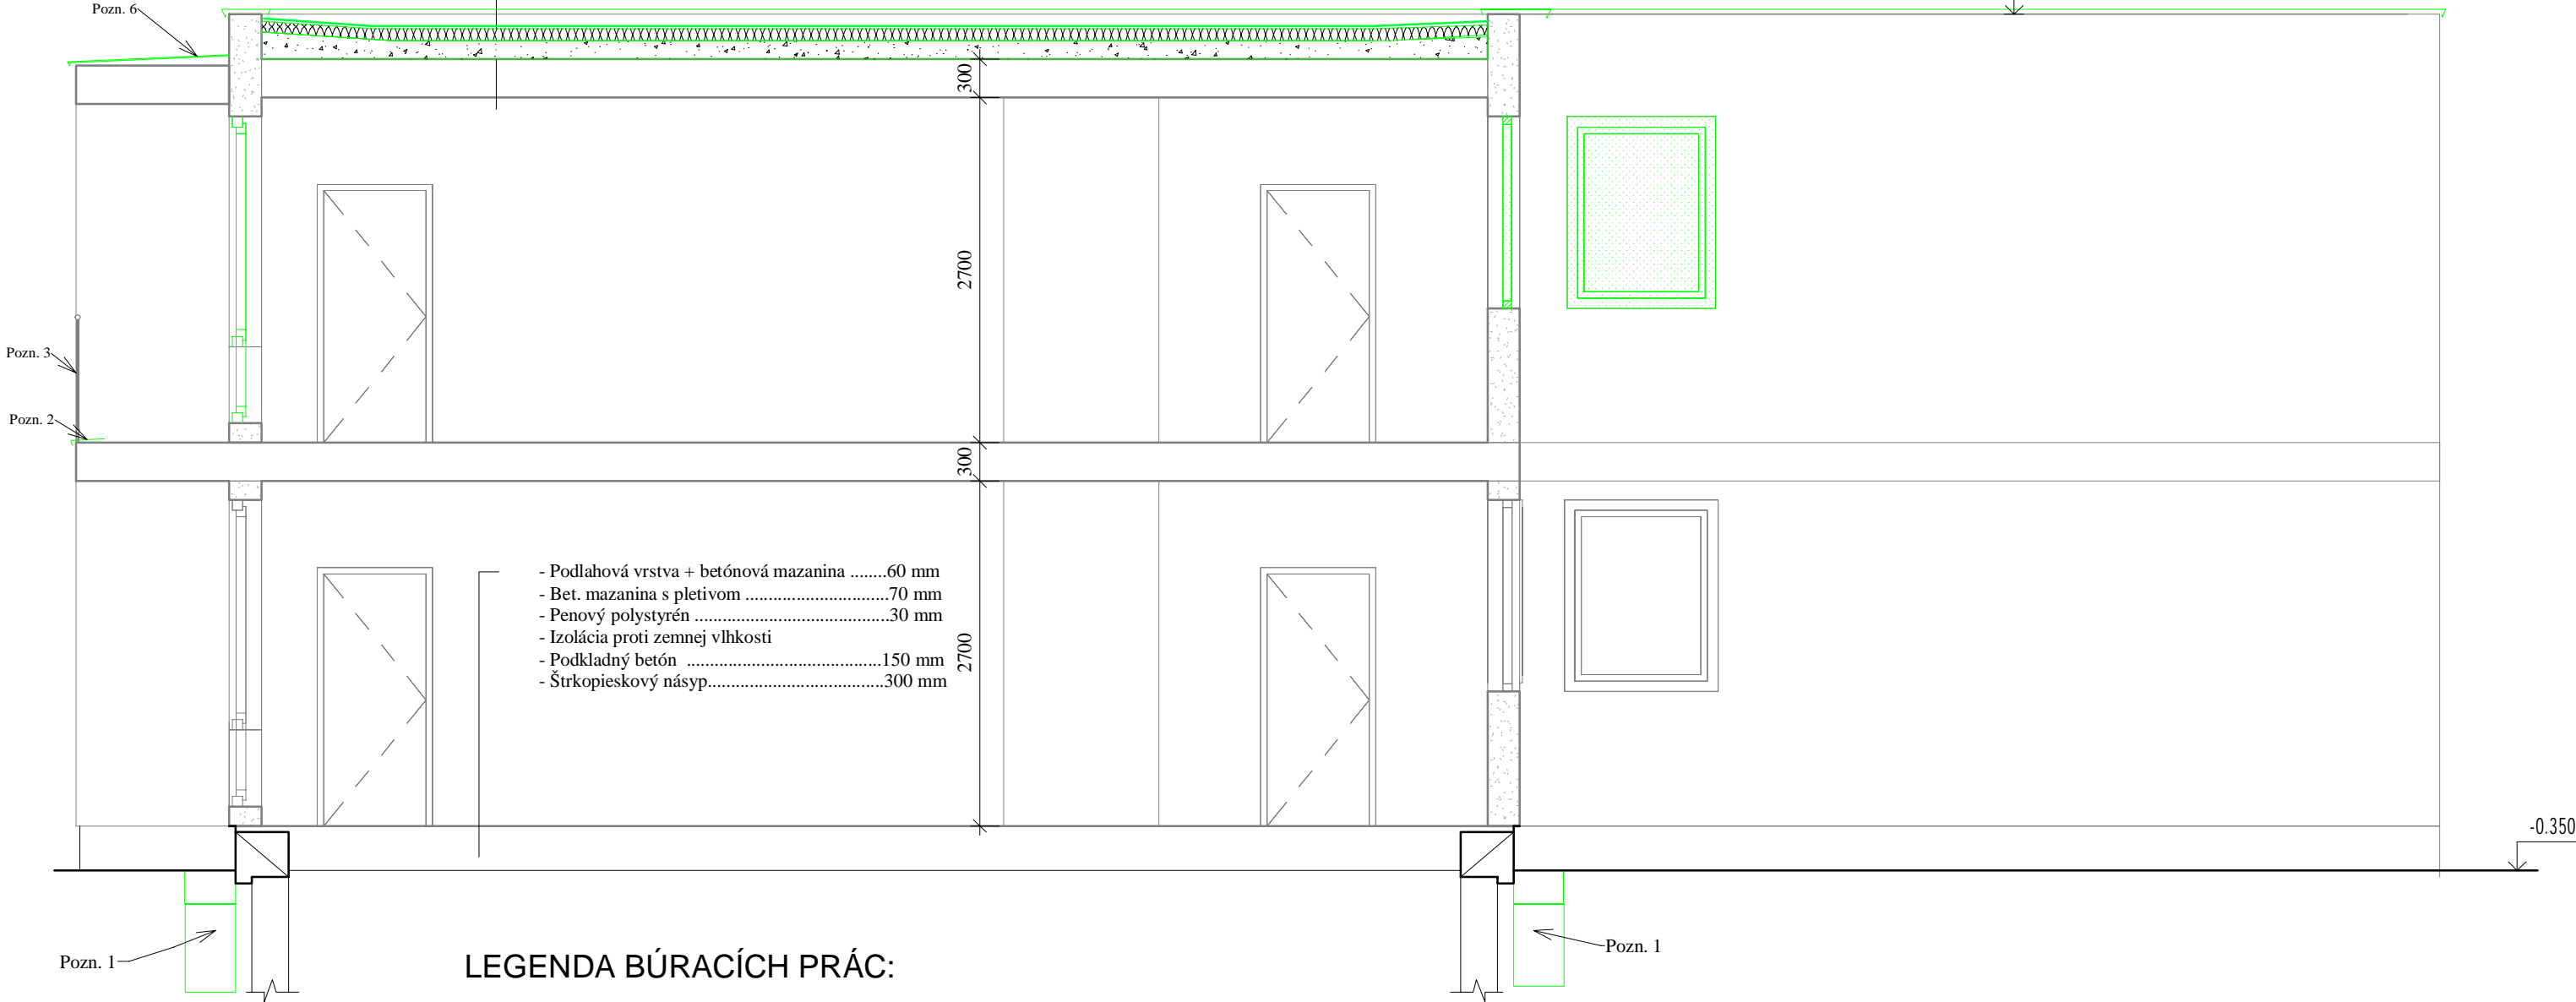 Pozn. 6
300
2700
Pozn. 3
Pozn. 2
300
- Podlahová vrstva + betónová mazanina ........60 mm
- Bet. mazanina s pletivom ...............................70 mm
- Penový polystyrén ..........................................30 mm
- Izolácia proti zemnej vlhkosti
- Podkladný betón ..........................................150 mm
- Štrkopieskový násyp......................................300 mm
2700
-0.350
Pozn. 1
Pozn. 1
LEGENDA BÚRACÍCH PRÁC: